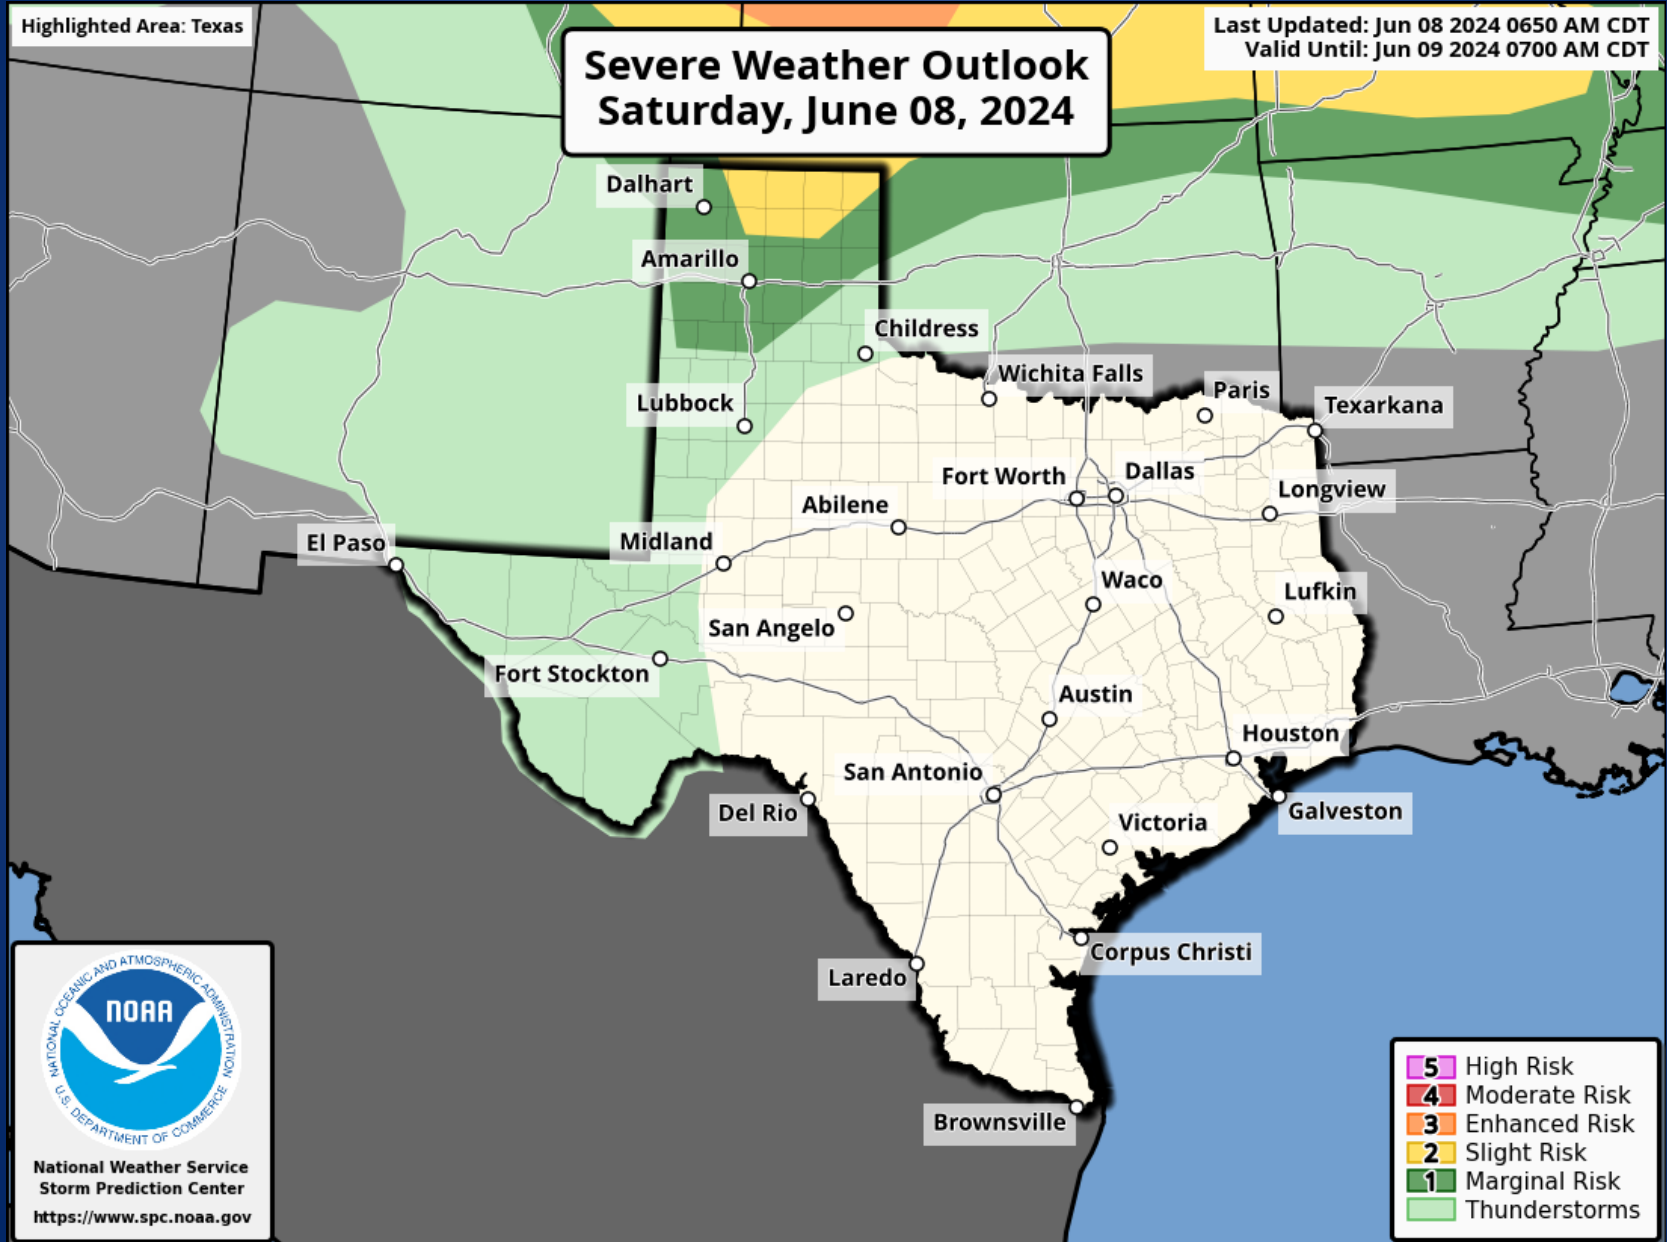 Highlighted Area: Texas
Last Updated: Jun 08 2024 0650 AM CDT
Valid Until: Jun 09 2024 0700 AM CDT
Severe Weather Outlook
Saturday, June 08, 2024
Dalhart
Amarillo
Childress
Wichita Falls
Paris
Texarkana
Lubbock
Fort Worth
Dallas
Longview
Abilene
El Paso
Midland
Waco
Lufkin
San Angelo
Fort Stockton
Austin
Houston
San Antonio
Del Rio
Galveston
Victoria
Corpus Christi
Laredo
Brownsville
NATIONAL OCEANIC AND ATMOSPHERIC ADMINISTRATION
NOAA
U.S. DEPARTMENT OF COMMERCE
National Weather Service
Storm Prediction Center
https://www.spc.noaa.gov
5 High Risk
4 Moderate Risk
3 Enhanced Risk
2 Slight Risk
1 Marginal Risk
Thunderstorms